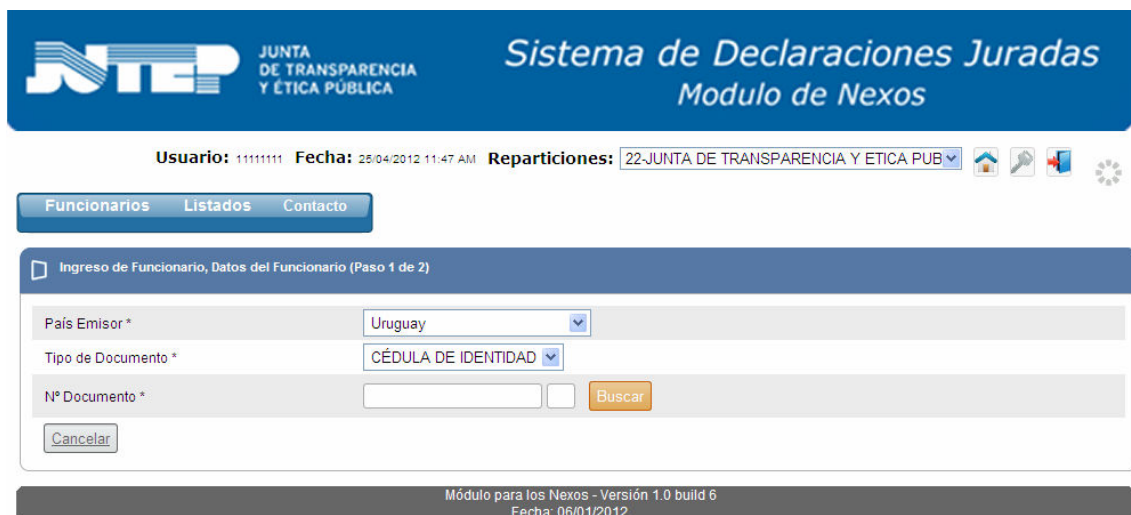 JTEP
JUNTA
DE TRANSPARENCIA
Y ÉTICA PÚBLICA
Sistema de Declaraciones Juradas
Modulo de Nexos
Usuario: 11111111 Fecha: 25/04/2012 11:47 AM Reparticiones: 22-JUNTA DE TRANSPARENCIA Y ETICA PUB
Funcionarios Listados Contacto
Ingreso de Funcionario, Datos del Funcionario (Paso 1 de 2)
País Emisor * Uruguay
Tipo de Documento * CÉDULA DE IDENTIDAD
Nº Documento * Buscar
Cancelar
Módulo para los Nexos - Versión 1.0 build 6
Fecha: 06/01/2012